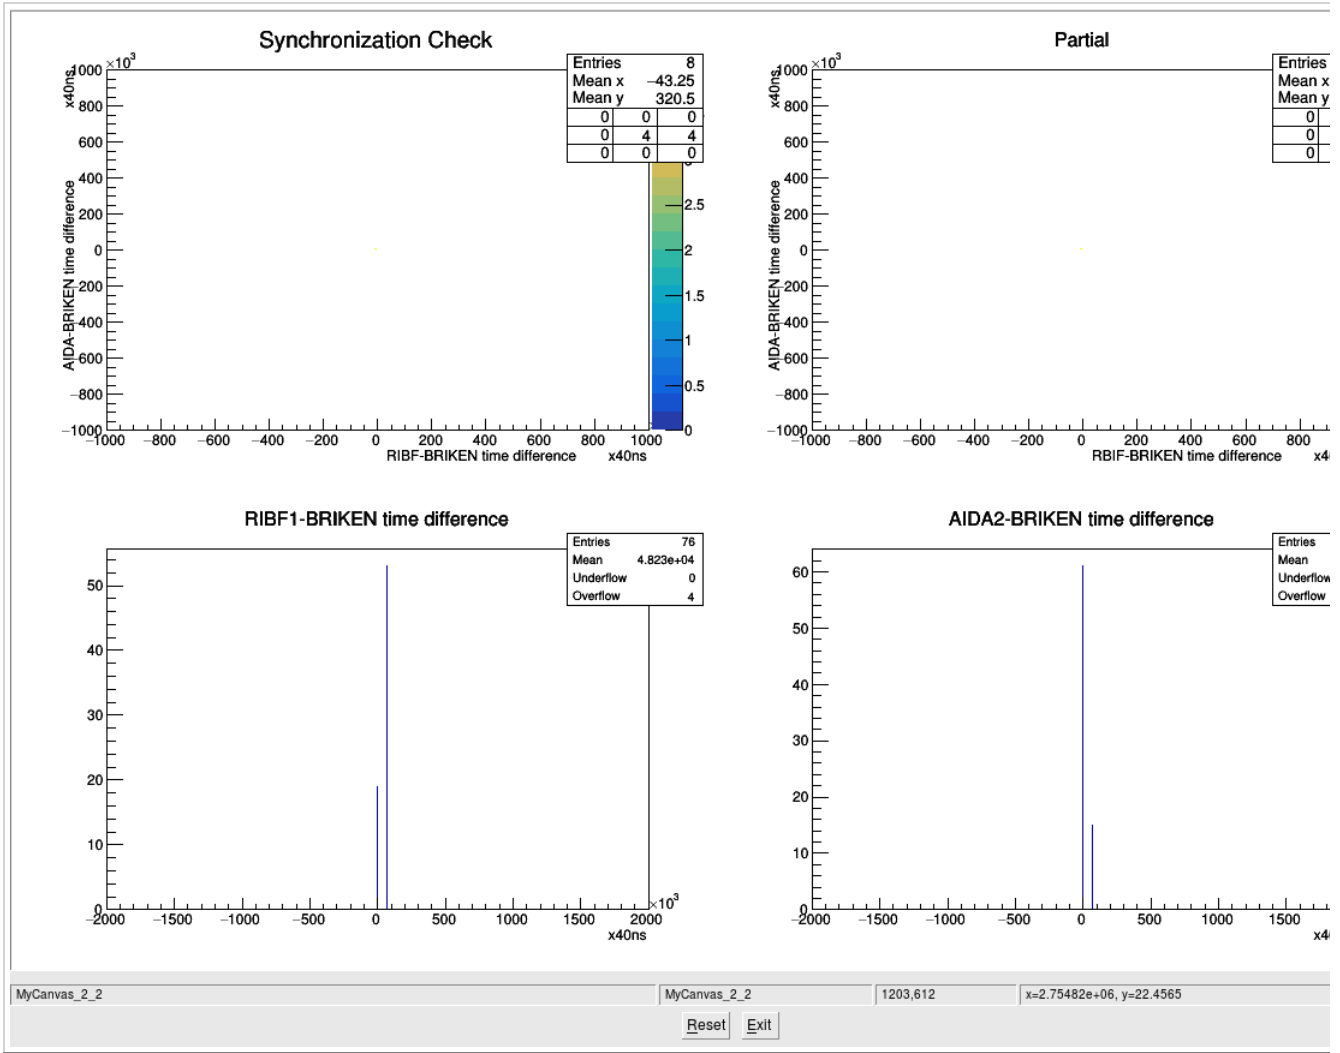 Synchronization Check
×10³
x40ns
AIDA-BRIKEN time difference
1000
800
600
400
200
0
−200
−400
−600
−800
−1000
Entries 8
Mean x −43.25
Mean y 320.5
0 0 0
0 4 4
0 0 0
2.5
2
1.5
1
0.5
0
−1000 −800 −600 −400 −200 0 200 400 600 800 1000
RIBF-BRIKEN time difference x40ns
Partial
×10³
x40ns
AIDA-BRIKEN time difference
1000
800
600
400
200
0
−200
−400
−600
−800
−1000
Entries
Mean x
Mean y
0
0
0
−1000 −800 −600 −400 −200 0 200 400 600 800
RBIF-BRIKEN time difference x4
RIBF1-BRIKEN time difference
Entries 76
Mean 4.823e+04
Underflow 0
Overflow 4
50
40
30
20
10
0
−2000 −1500 −1000 −500 0 500 1000 1500 2000
×10³
x40ns
AIDA2-BRIKEN time difference
Entries
Mean
Underflow
Overflow
60
50
40
30
20
10
0
−2000 −1500 −1000 −500 0 500 1000 1500
x4
MyCanvas_2_2 MyCanvas_2_2 1203,612 x=2.75482e+06, y=22.4565
Reset Exit